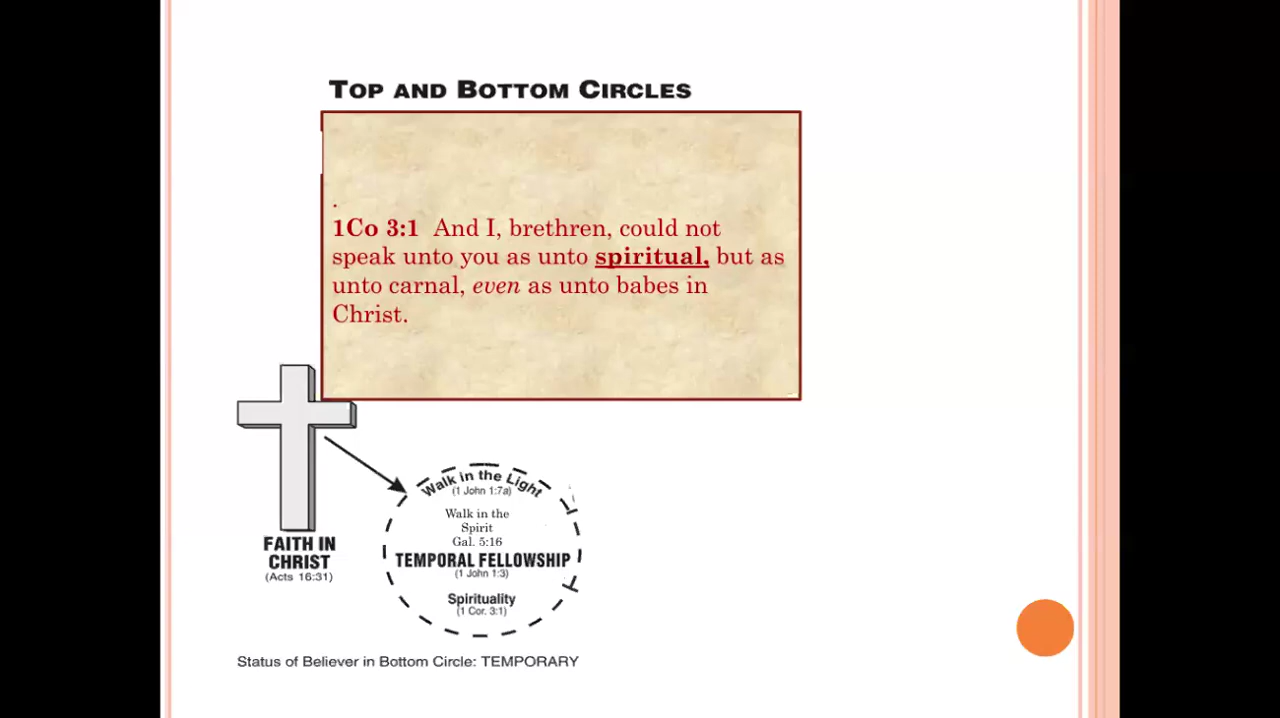 TOP AND BOTTOM CIRCLES
.
1Co 3:1 And I, brethren, could not
speak unto you as unto spiritual, but as
unto carnal, even as unto babes in
Christ.
FAITH IN
CHRIST
(Acts 16:31)
Walk in the Light
(1 John 1:7a)
Walk in the
Spirit
Gal. 5:16
TEMPORAL FELLOWSHIP
(1 John 1:3)
Spirituality
(1 Cor. 3:1)
Status of Believer in Bottom Circle: TEMPORARY